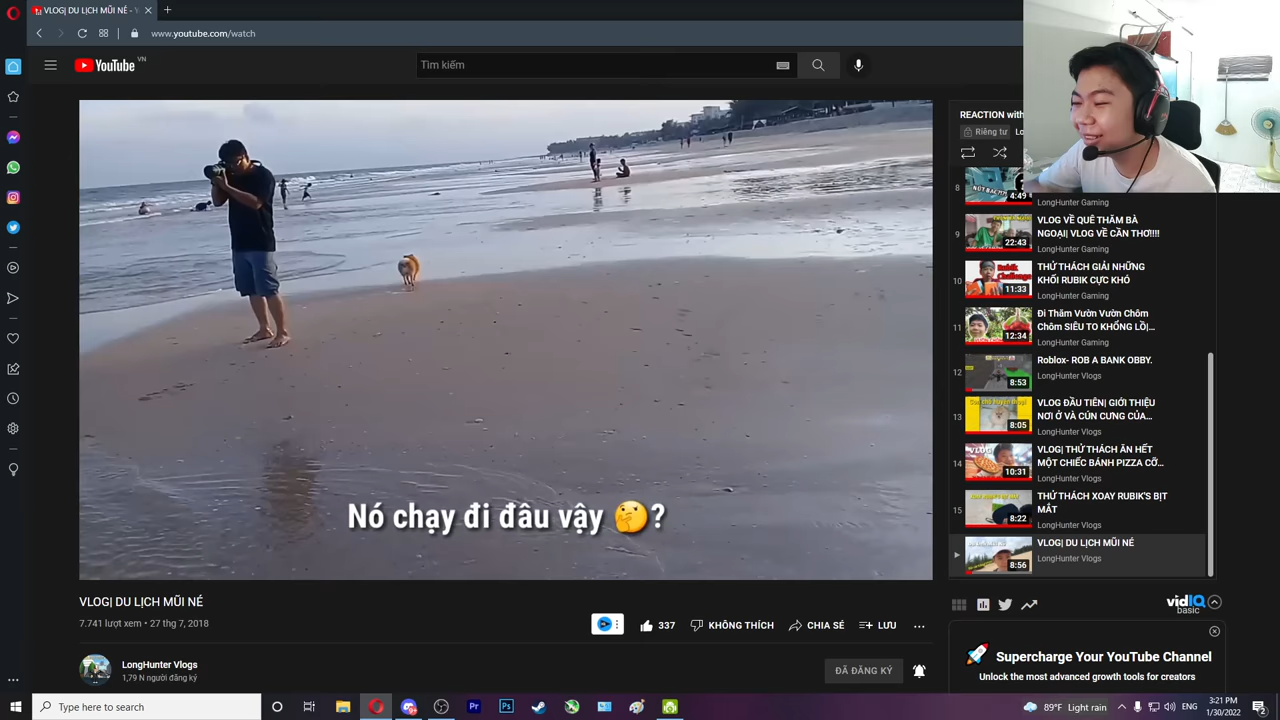 VLOG| DU LỊCH MŨI NÉ - Y
www.youtube.com/watch
YouTube VN
Tìm kiếm
Nó chạy đi đâu vậy 🤔?
VLOG| DU LỊCH MŨI NÉ
7.741 lượt xem • 27 thg 7, 2018
337
KHÔNG THÍCH
CHIA SẺ
LƯU
LongHunter Vlogs
1,79 N người đăng ký
ĐÃ ĐĂNG KÝ
REACTION with
Riêng tư
Lo
8
4:49
LongHunter Gaming
9
22:43
VLOG VỀ QUÊ THĂM BÀ
NGOẠI| VLOG VỀ CẦN THƠ!!!!
LongHunter Gaming
10
Rubik
Challenge
11:33
THỬ THÁCH GIẢI NHỮNG
KHỐI RUBIK CỰC KHÓ
LongHunter Gaming
11
12:34
Đi Thăm Vườn Vườn Chôm
Chôm SIÊU TO KHỔNG LỒ|...
LongHunter Gaming
12
8:53
Roblox- ROB A BANK OBBY.
LongHunter Vlogs
13
8:05
VLOG ĐẦU TIÊN| GIỚI THIỆU
NƠI Ở VÀ CÚN CƯNG CỦA...
LongHunter Vlogs
14
VLOG
10:31
VLOG| THỬ THÁCH ĂN HẾT
MỘT CHIẾC BÁNH PIZZA CỠ...
LongHunter Vlogs
15
8:22
THỬ THÁCH XOAY RUBIK'S BỊT
MẮT
LongHunter Vlogs
8:56
VLOG| DU LỊCH MŨI NÉ
LongHunter Vlogs
vidIQ
basic
Supercharge Your YouTube Channel
Unlock the most advanced growth tools for creators
Type here to search
Pr
Ps
89°F Light rain
3:21 PM
1/30/2022
2